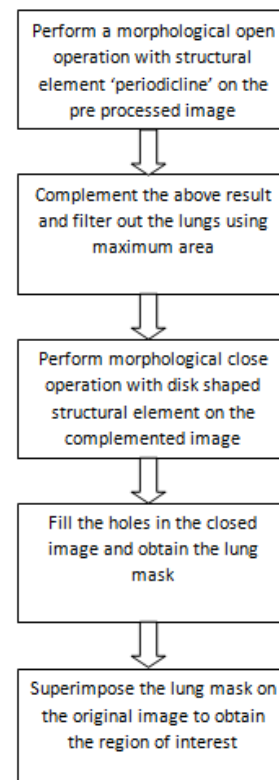 Perform a morphological open
operation with structural
element ‘periodicline’ on the
pre processed image
Complement the above result
and filter out the lungs using
maximum area
Perform morphological close
operation with disk shaped
structural element on the
complemented image
Fill the holes in the closed
image and obtain the lung
mask
Superimpose the lung mask on
the original image to obtain
the region of interest